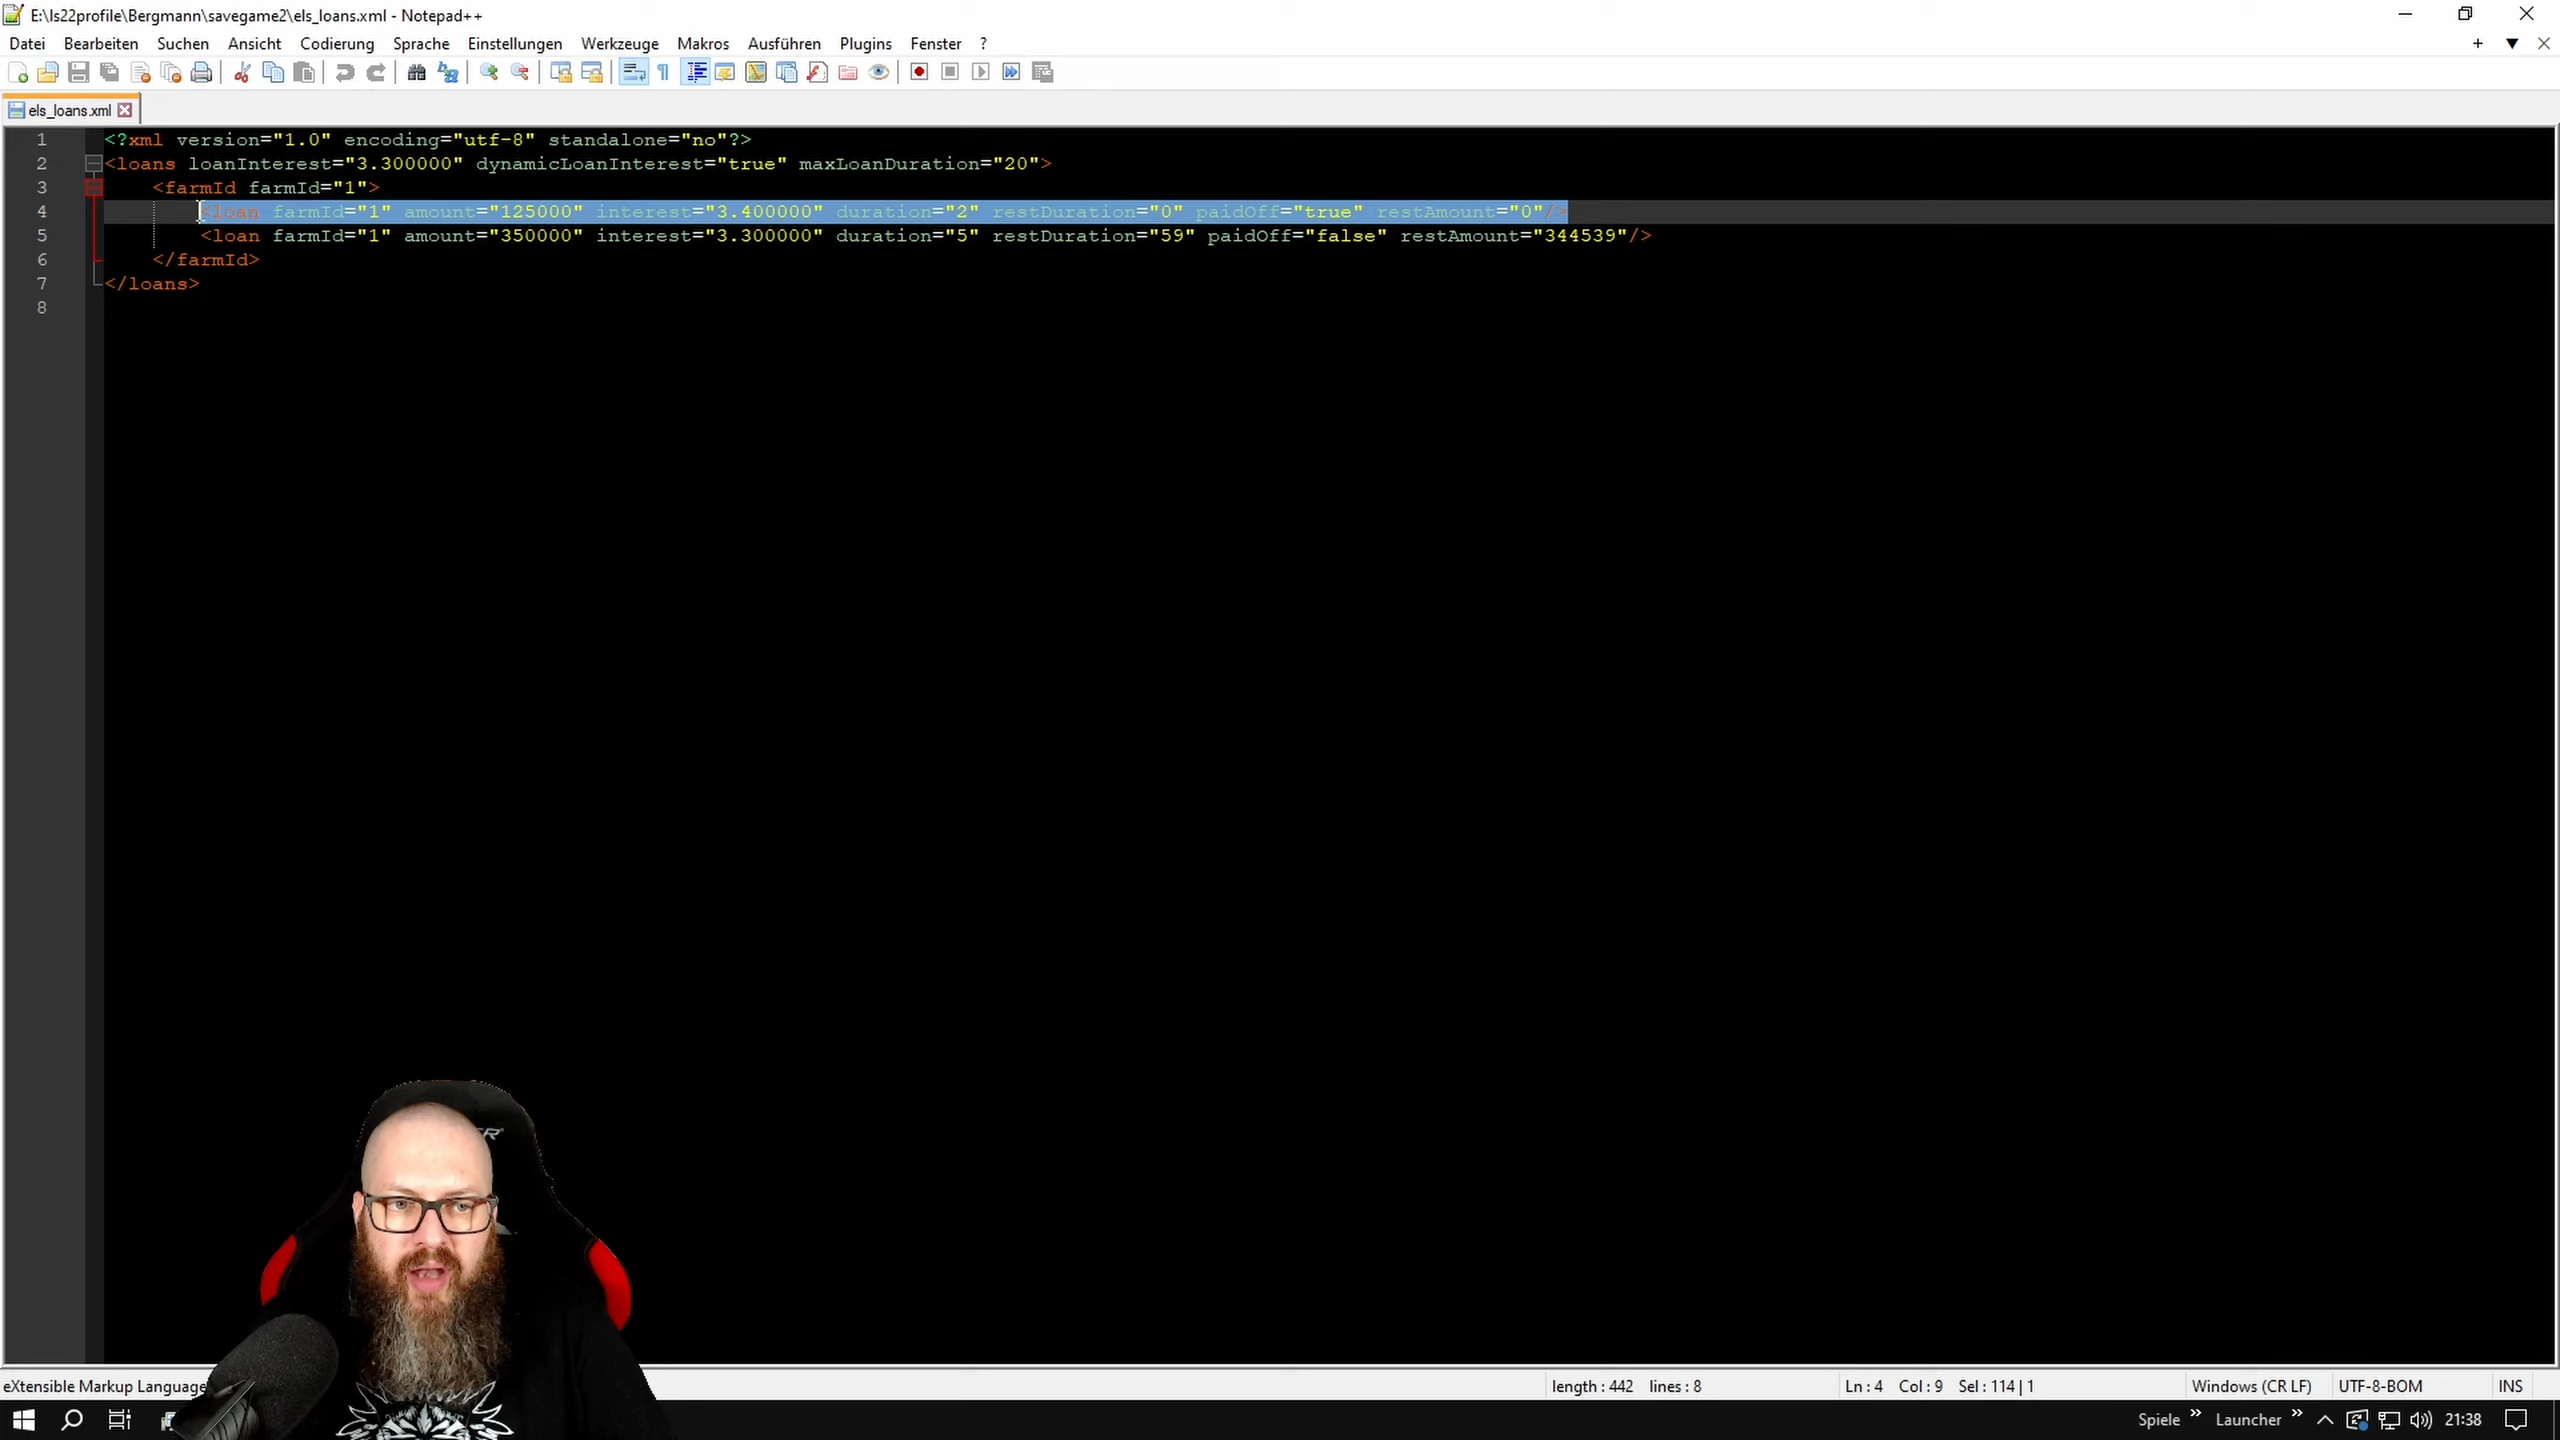 E:\ls22profile\Bergmann\savegame2\els_loans.xml - Notepad++
Datei Bearbeiten Suchen Ansicht Codierung Sprache Einstellungen Werkzeuge Makros Ausführen Plugins Fenster ?
els_loans.xml
1 <?xml version="1.0" encoding="utf-8" standalone="no"?>
2 <loans loanInterest="3.300000" dynamicLoanInterest="true" maxLoanDuration="20">
3 <farmId farmId="1">
4 <loan farmId="1" amount="125000" interest="3.400000" duration="2" restDuration="0" paidOff="true" restAmount="0"/>
5 <loan farmId="1" amount="350000" interest="3.300000" duration="5" restDuration="59" paidOff="false" restAmount="344539"/>
6 </farmId>
7 </loans>
8
eXtensible Markup Language length : 442 lines : 8 Ln : 4 Col : 9 Sel : 114 | 1 Windows (CR LF) UTF-8-BOM INS
Spiele » Launcher » 21:38